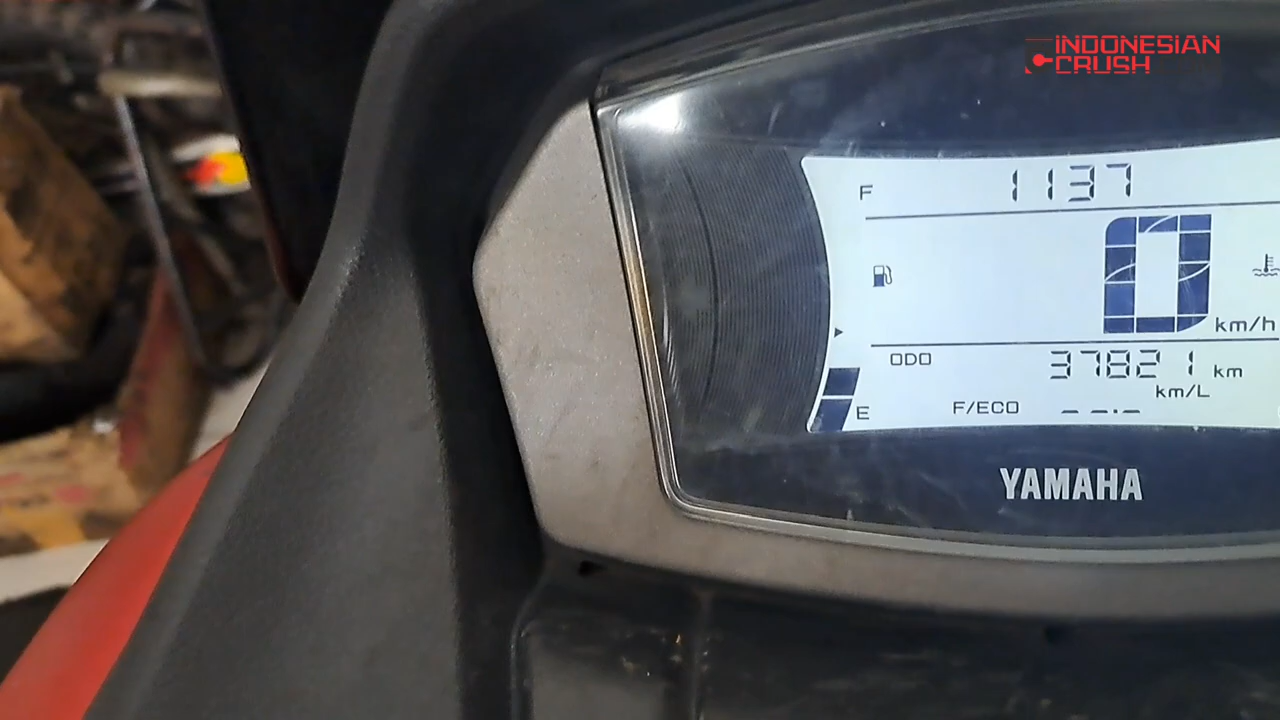 INDONESIAN
CRUSH
F 1137
0 km/h
ODO 37821 km
km/L
E F/ECO
YAMAHA